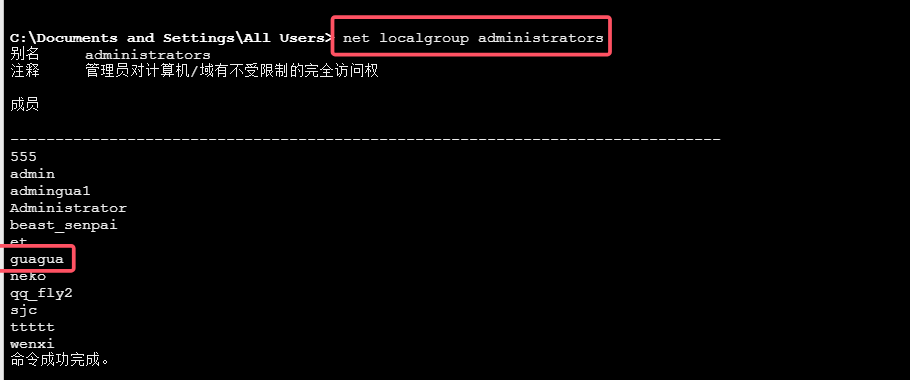 C:\Documents and Settings\All Users> net localgroup administrators
别名     administrators
注释     管理员对计算机/域有不受限制的完全访问权
成员
-------------------------------------------------------------------------------
555
admin
admingua1
Administrator
beast_senpai
et
guagua
neko
qq_fly2
sjc
ttttt
wenxi
命令成功完成。